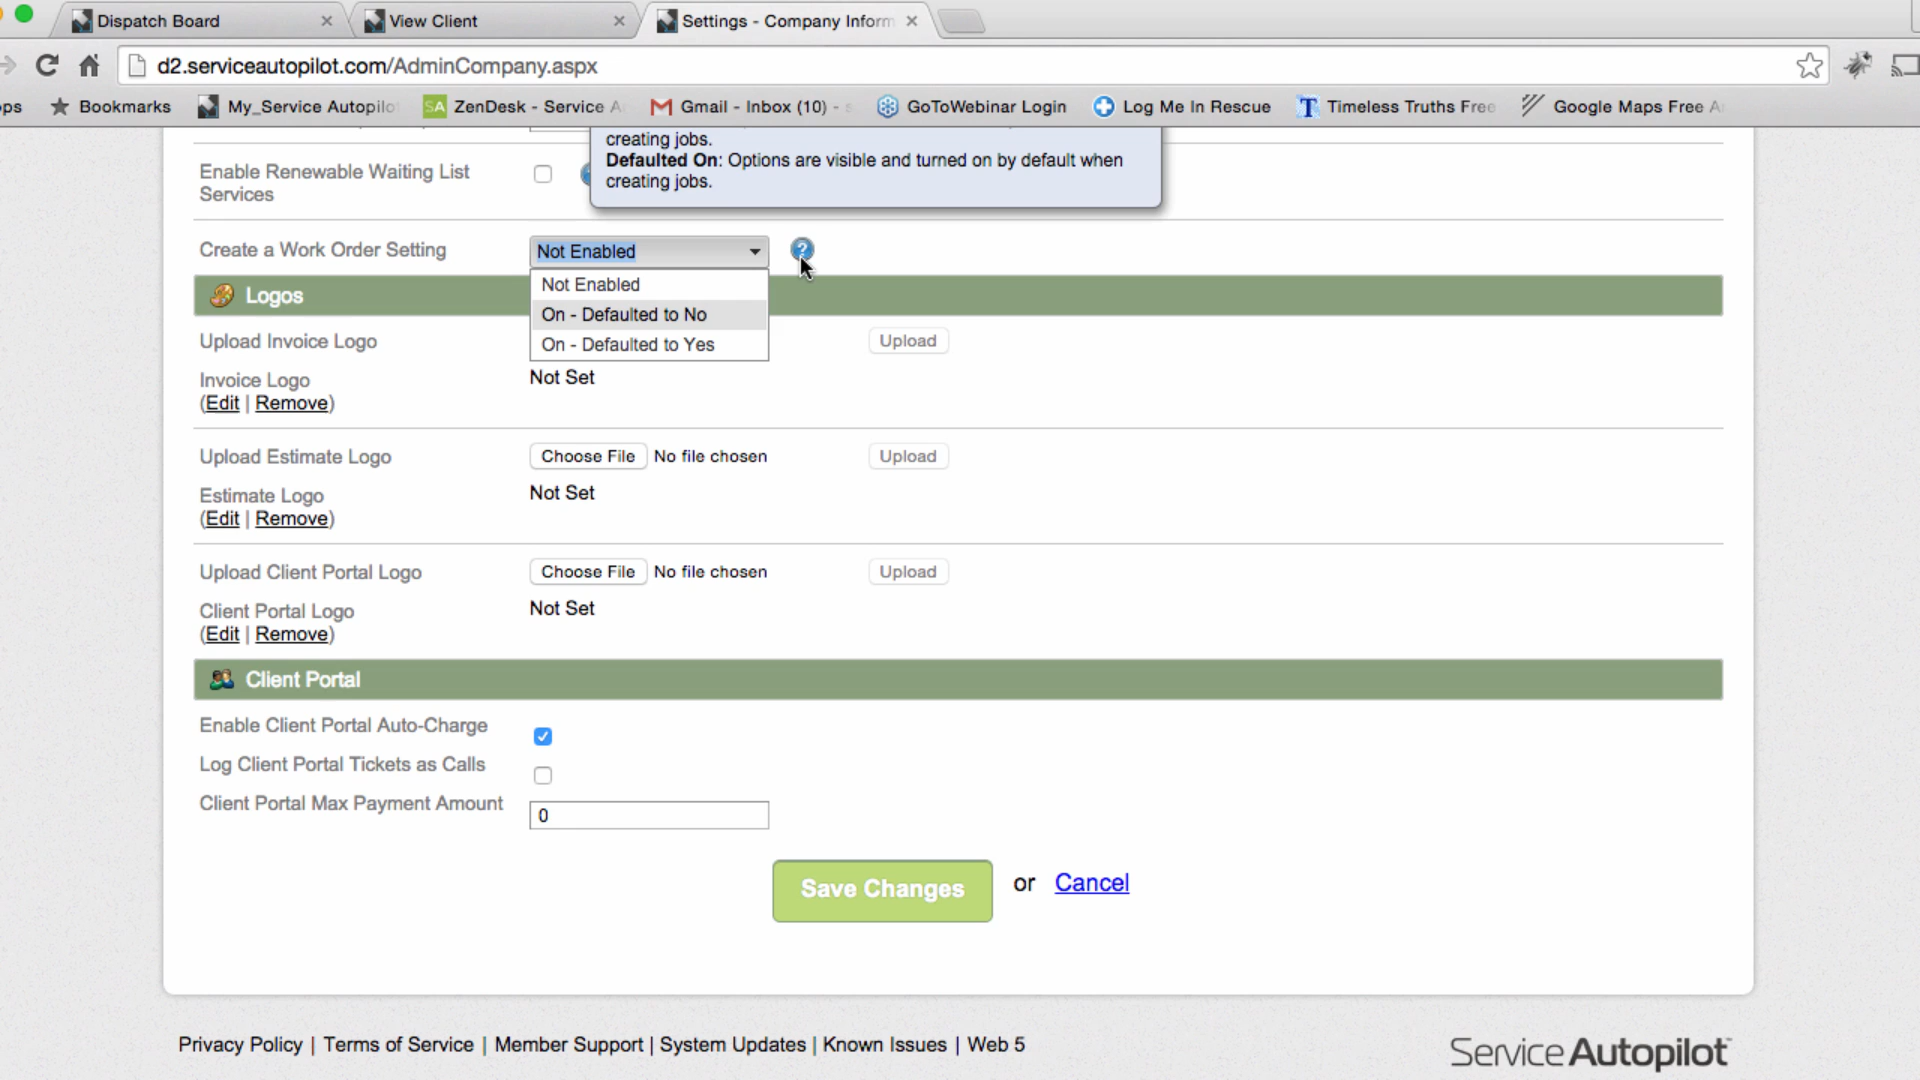 Dispatch Board
View Client
Settings - Company Inform
d2.serviceautopilot.com/AdminCompany.aspx
ps
Bookmarks
My_Service Autopilo
ZenDesk - Service A
Gmail - Inbox (10) - s
GoToWebinar Login
Log Me In Rescue
Timeless Truths Free
Google Maps Free A
creating jobs.
Defaulted On: Options are visible and turned on by default when
creating jobs.
Enable Renewable Waiting List
Services
Create a Work Order Setting
Not Enabled
?
Not Enabled
On - Defaulted to No
On - Defaulted to Yes
Logos
Upload Invoice Logo
Upload
Invoice Logo
Not Set
(Edit | Remove)
Upload Estimate Logo
Choose File No file chosen
Upload
Estimate Logo
Not Set
(Edit | Remove)
Upload Client Portal Logo
Choose File No file chosen
Upload
Client Portal Logo
Not Set
(Edit | Remove)
Client Portal
Enable Client Portal Auto-Charge
Log Client Portal Tickets as Calls
Client Portal Max Payment Amount
0
Save Changes or Cancel
Privacy Policy | Terms of Service | Member Support | System Updates | Known Issues | Web 5
Service Autopilot